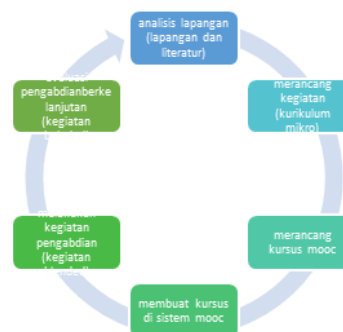 analisis lapangan
(lapangan dan
literatur)
merancang
kegiatan
(kurikulum
mikro)
merancang
kursus mooc
membuat kursus
di sistem mooc
kegiatan
pengabdian
(kegiatan
pengabdianberke
lanjutan
(kegiatan